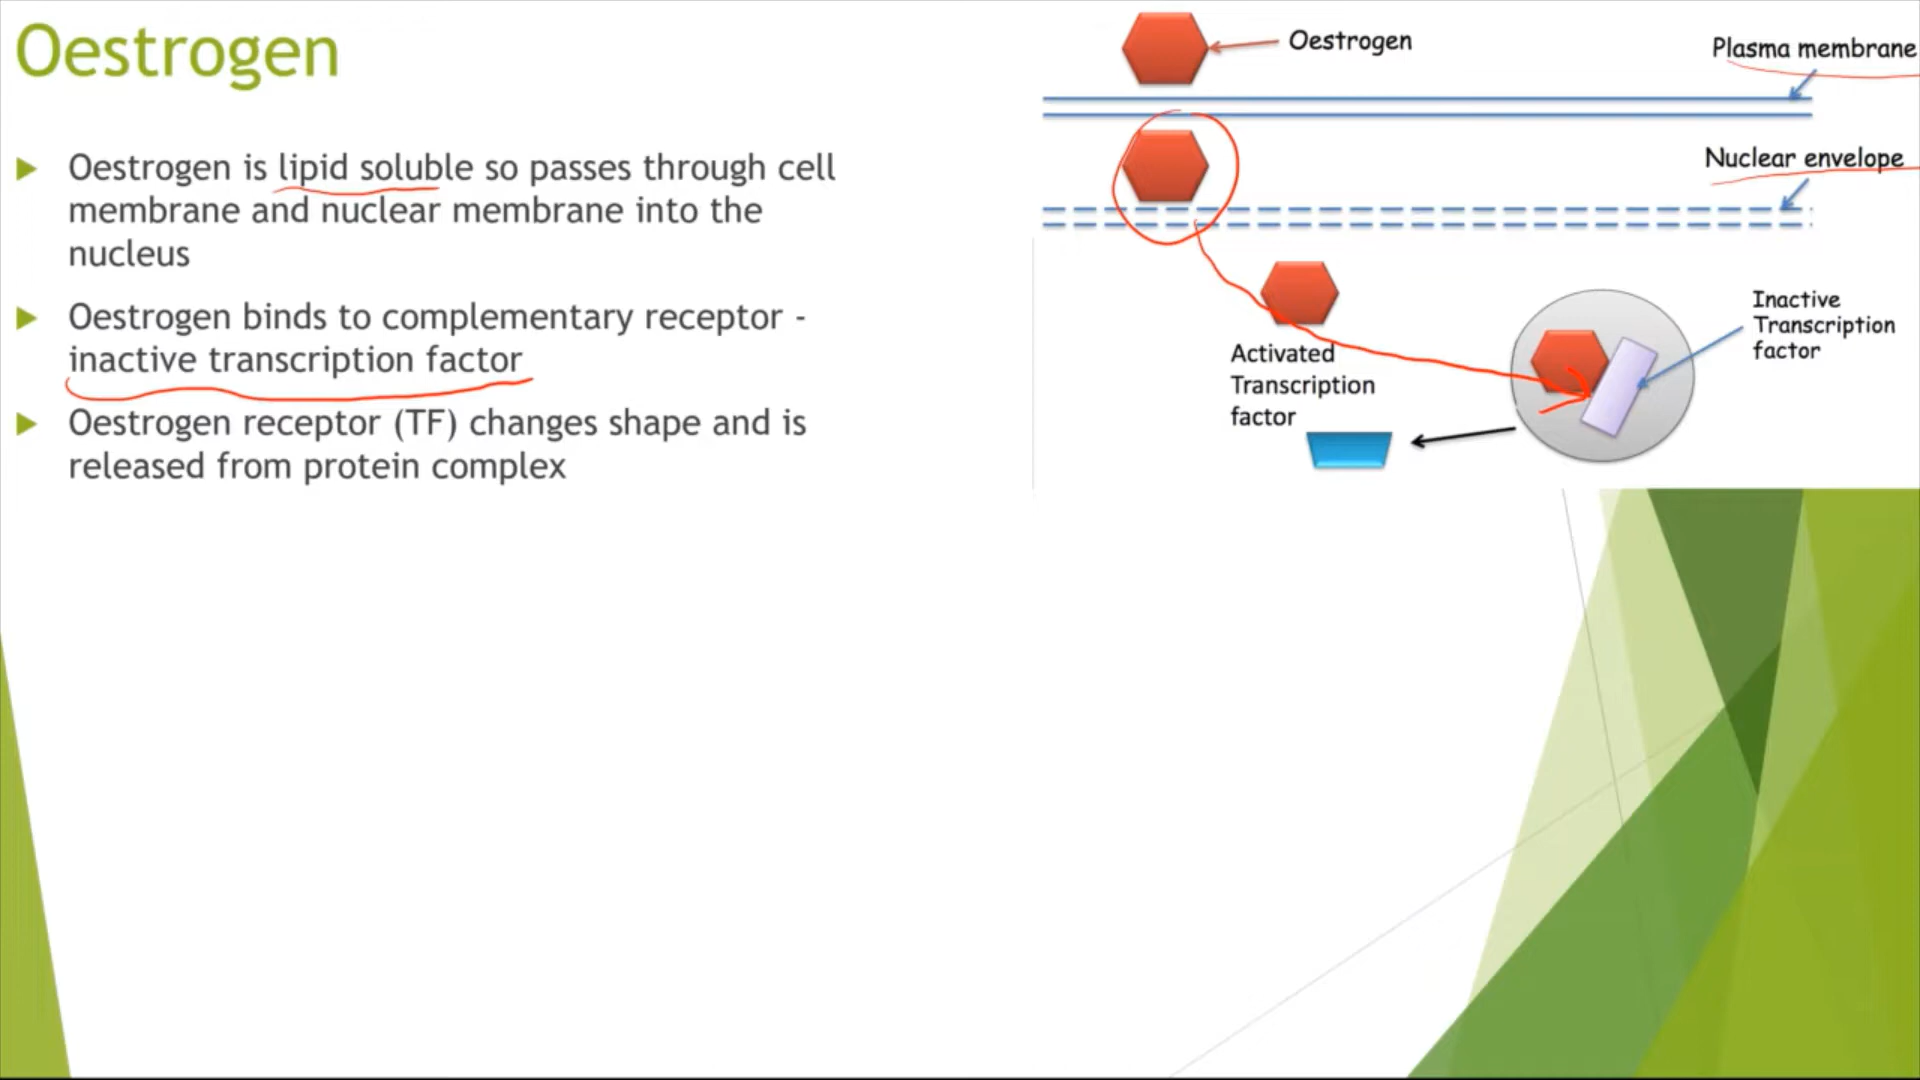 Oestrogen
Oestrogen is lipid soluble so passes through cell
membrane and nuclear membrane into the
nucleus
Oestrogen binds to complementary receptor -
inactive transcription factor
Oestrogen receptor (TF) changes shape and is
released from protein complex
Oestrogen
Plasma membrane
Nuclear envelope
Inactive
Transcription
factor
Activated
Transcription
factor